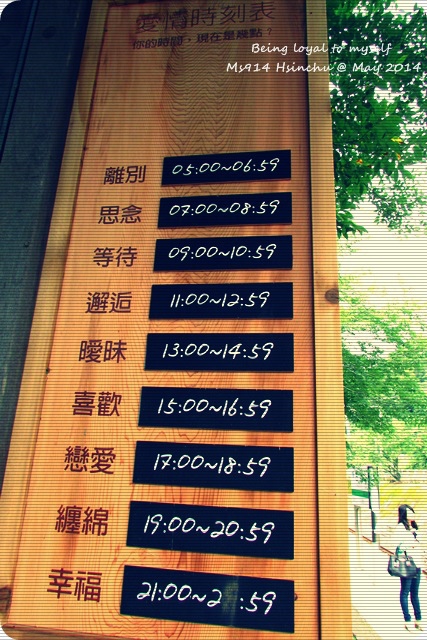 愛情時刻表
你的時間，現在是幾點？
Being loyal to myself
Ms914 Hsinchu @ May 2014
離別 05:00~06:59
思念 07:00~08:59
等待 09:00~10:59
邂逅 11:00~12:59
曖昧 13:00~14:59
喜歡 15:00~16:59
戀愛 17:00~18:59
纏綿 19:00~20:59
幸福 21:00~2 :59